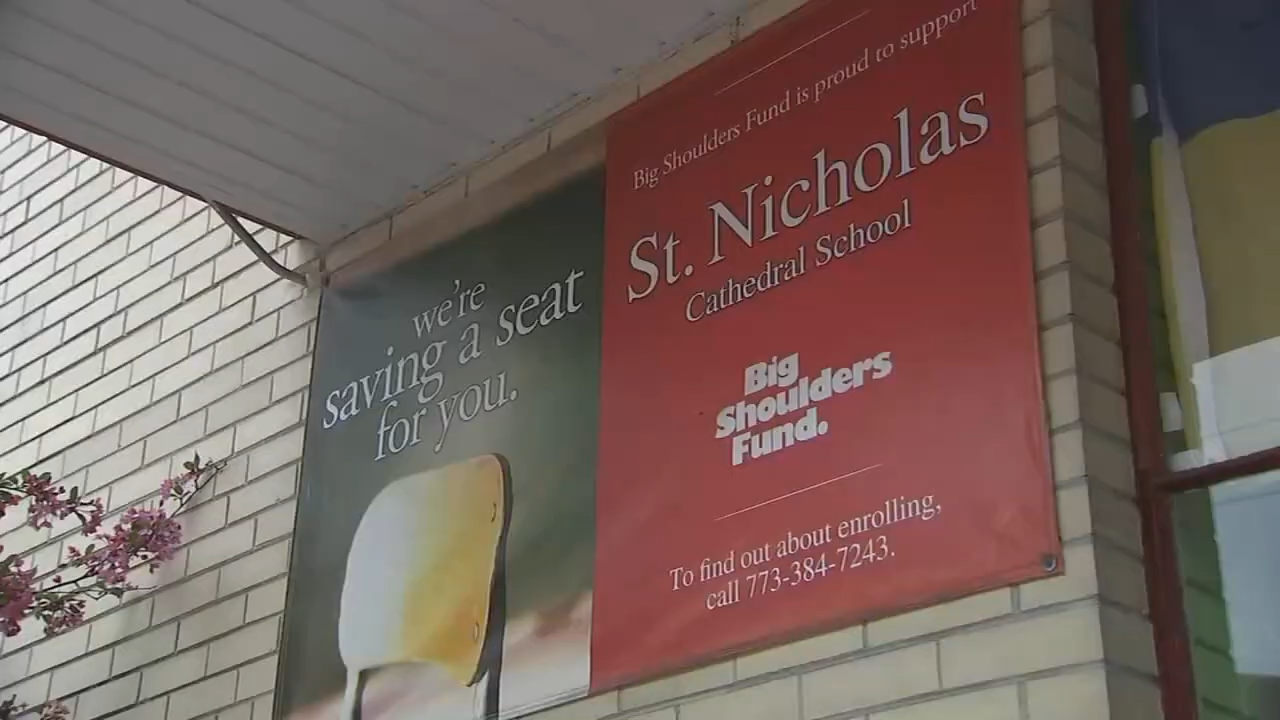 we're
saving a seat
for you.
Big Shoulders Fund is proud to support
St. Nicholas
Cathedral School
Big
Shoulders
Fund.
To find out about enrolling,
call 773-384-7243.